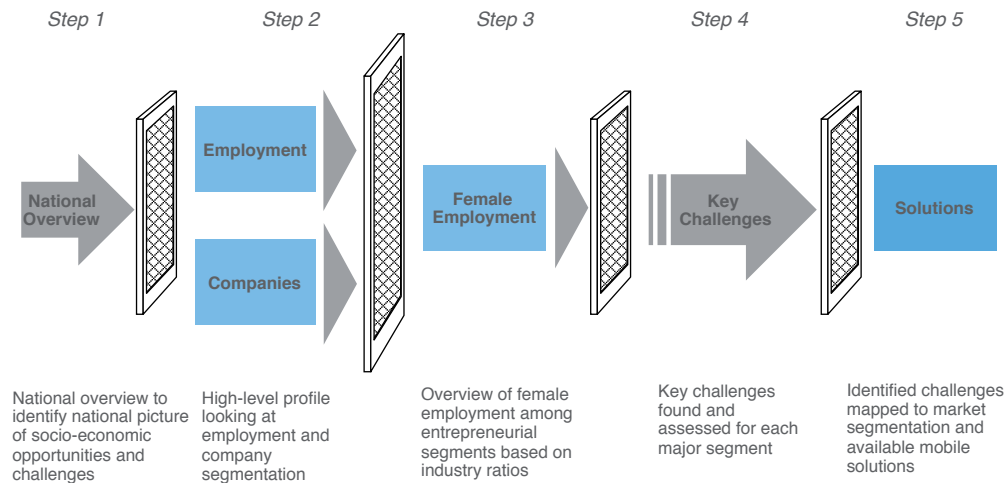 Step 1
Step 2
Step 3
Step 4
Step 5
National
Overview
Employment
Companies
Female
Employment
Key
Challenges
Solutions
National overview to
identify national picture
of socio-economic
opportunities and
challenges
High-level profile
looking at
employment and
company
segmentation
Overview of female
employment among
entrepreneurial
segments based on
industry ratios
Key challenges
found and
assessed for each
major segment
Identified challenges
mapped to market
segmentation and
available mobile
solutions